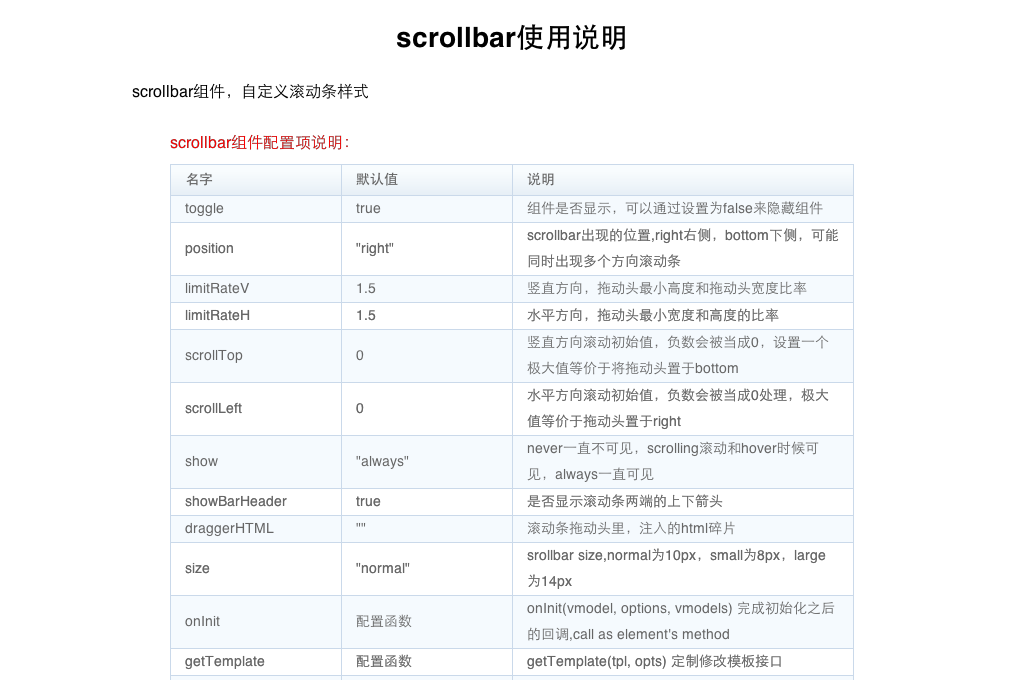 scrollbar使用说明
scrollbar组件，自定义滚动条样式
scrollbar组件配置项说明：
名字 默认值 说明
toggle true 组件是否显示，可以通过设置为false来隐藏组件
position "right" scrollbar出现的位置,right右侧，bottom下侧，可能
同时出现多个方向滚动条
limitRateV 1.5 竖直方向，拖动头最小高度和拖动头宽度比率
limitRateH 1.5 水平方向，拖动头最小宽度和高度的比率
scrollTop 0 竖直方向滚动初始值，负数会被当成0，设置一个
极大值等价于将拖动头置于bottom
scrollLeft 0 水平方向滚动初始值，负数会被当成0处理，极大
值等价于拖动头置于right
show "always" never一直不可见，scrolling滚动和hover时候可
见，always一直可见
showBarHeader true 是否显示滚动条两端的上下箭头
draggerHTML "" 滚动条拖动头里，注入的html碎片
size "normal" srollbar size,normal为10px，small为8px，large
为14px
onInit 配置函数 onInit(vmodel, options, vmodels) 完成初始化之后
的回调,call as element's method
getTemplate 配置函数 getTemplate(tpl, opts) 定制修改模板接口